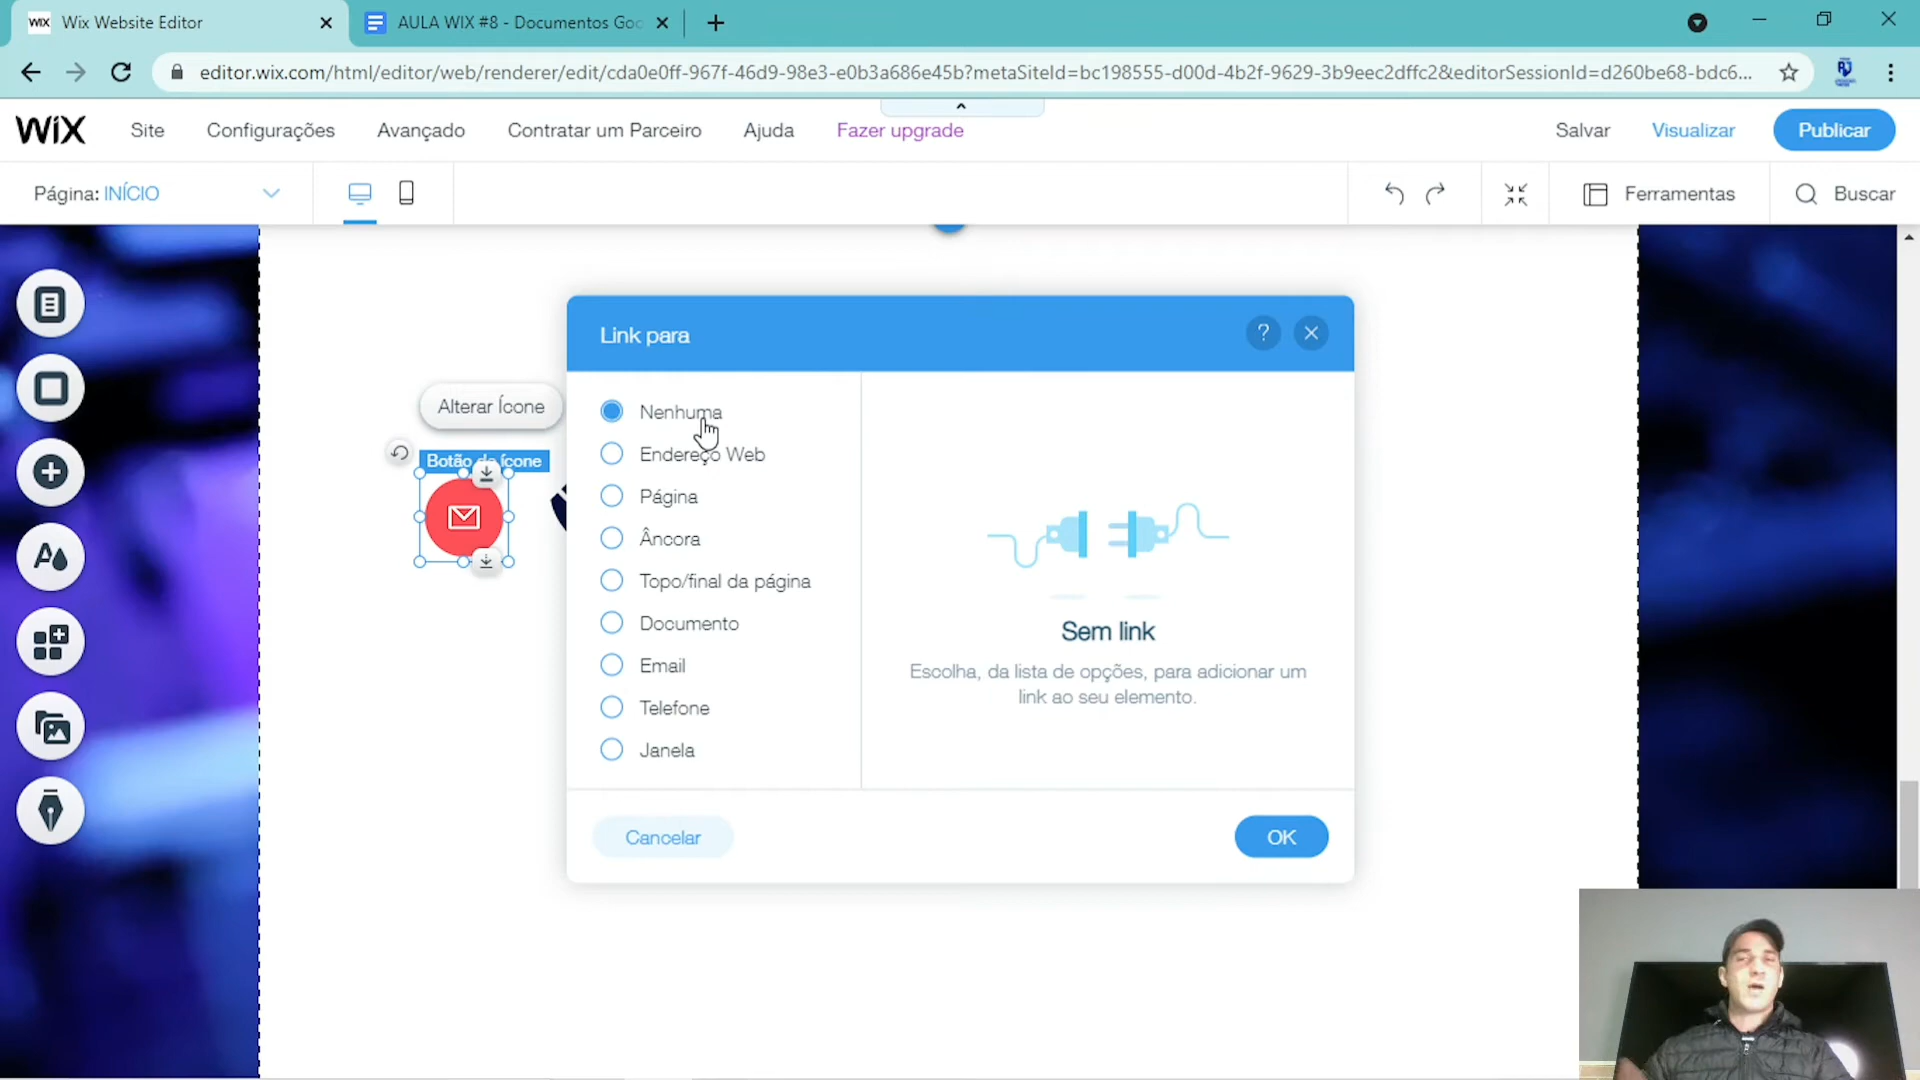 WiX Wix Website Editor
AULA WIX #8 - Documentos Goo
editor.wix.com/html/editor/web/renderer/edit/cda0e0ff-967f-46d9-98e3-e0b3a686e45b?metaSiteId=bc198555-d00d-4b2f-9629-3b9eec2dffc2&editorSessionId=d260be68-bdc6...
WiX Site Configurações Avançado Contratar um Parceiro Ajuda Fazer upgrade Salvar Visualizar Publicar
Página: INÍCIO Ferramentas Buscar
Link para ?
Alterar Ícone
Botão de ícone
Nenhuma
Endereço Web
Página
Âncora
Topo/final da página
Documento
Email
Telefone
Janela
Sem link
Escolha, da lista de opções, para adicionar um
link ao seu elemento.
Cancelar OK